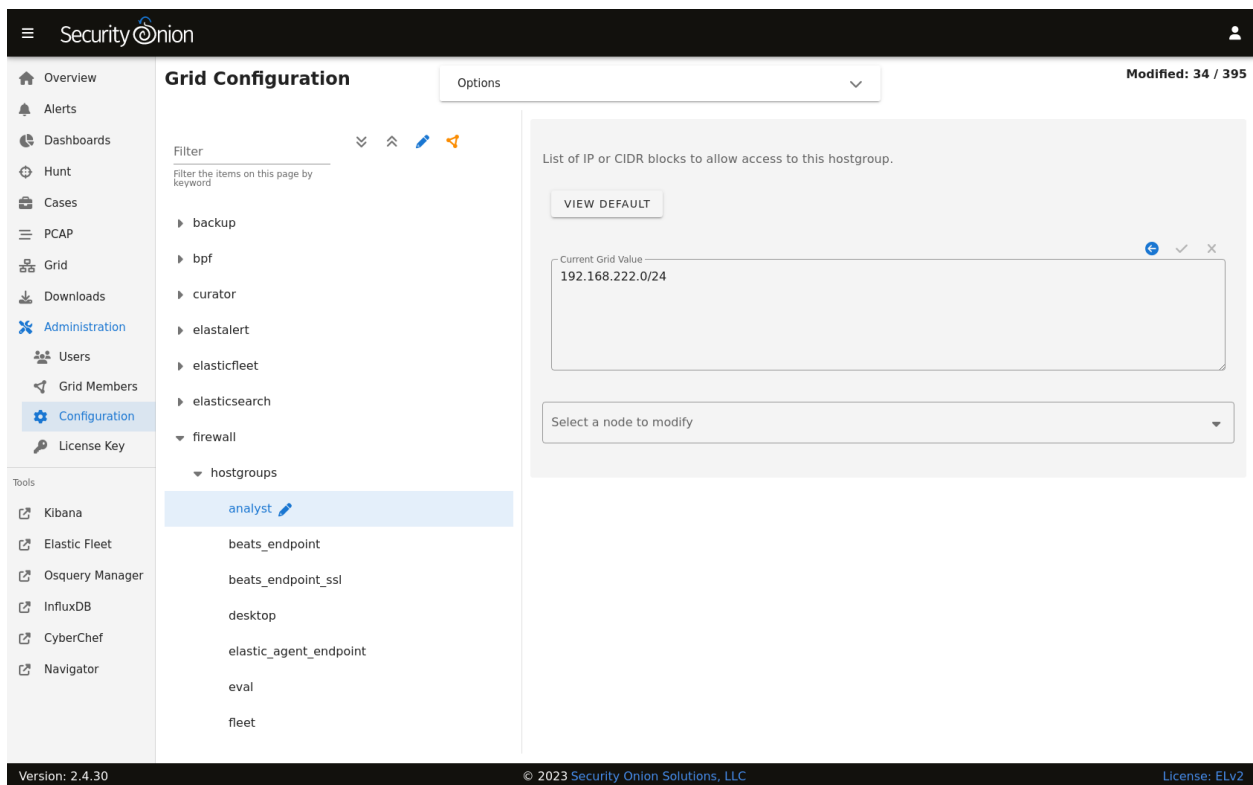 Security Onion
Overview
Alerts
Dashboards
Hunt
Cases
PCAP
Grid
Downloads
Administration
Users
Grid Members
Configuration
License Key
Tools
Kibana
Elastic Fleet
Osquery Manager
InfluxDB
CyberChef
Navigator
Grid Configuration
Options
Modified: 34 / 395
Filter
Filter the items on this page by
keyword
backup
bpf
curator
elastalert
elasticfleet
elasticsearch
firewall
hostgroups
analyst
beats_endpoint
beats_endpoint_ssl
desktop
elastic_agent_endpoint
eval
fleet
List of IP or CIDR blocks to allow access to this hostgroup.
VIEW DEFAULT
Current Grid Value
192.168.222.0/24
Select a node to modify
Version: 2.4.30
© 2023 Security Onion Solutions, LLC
License: ELv2